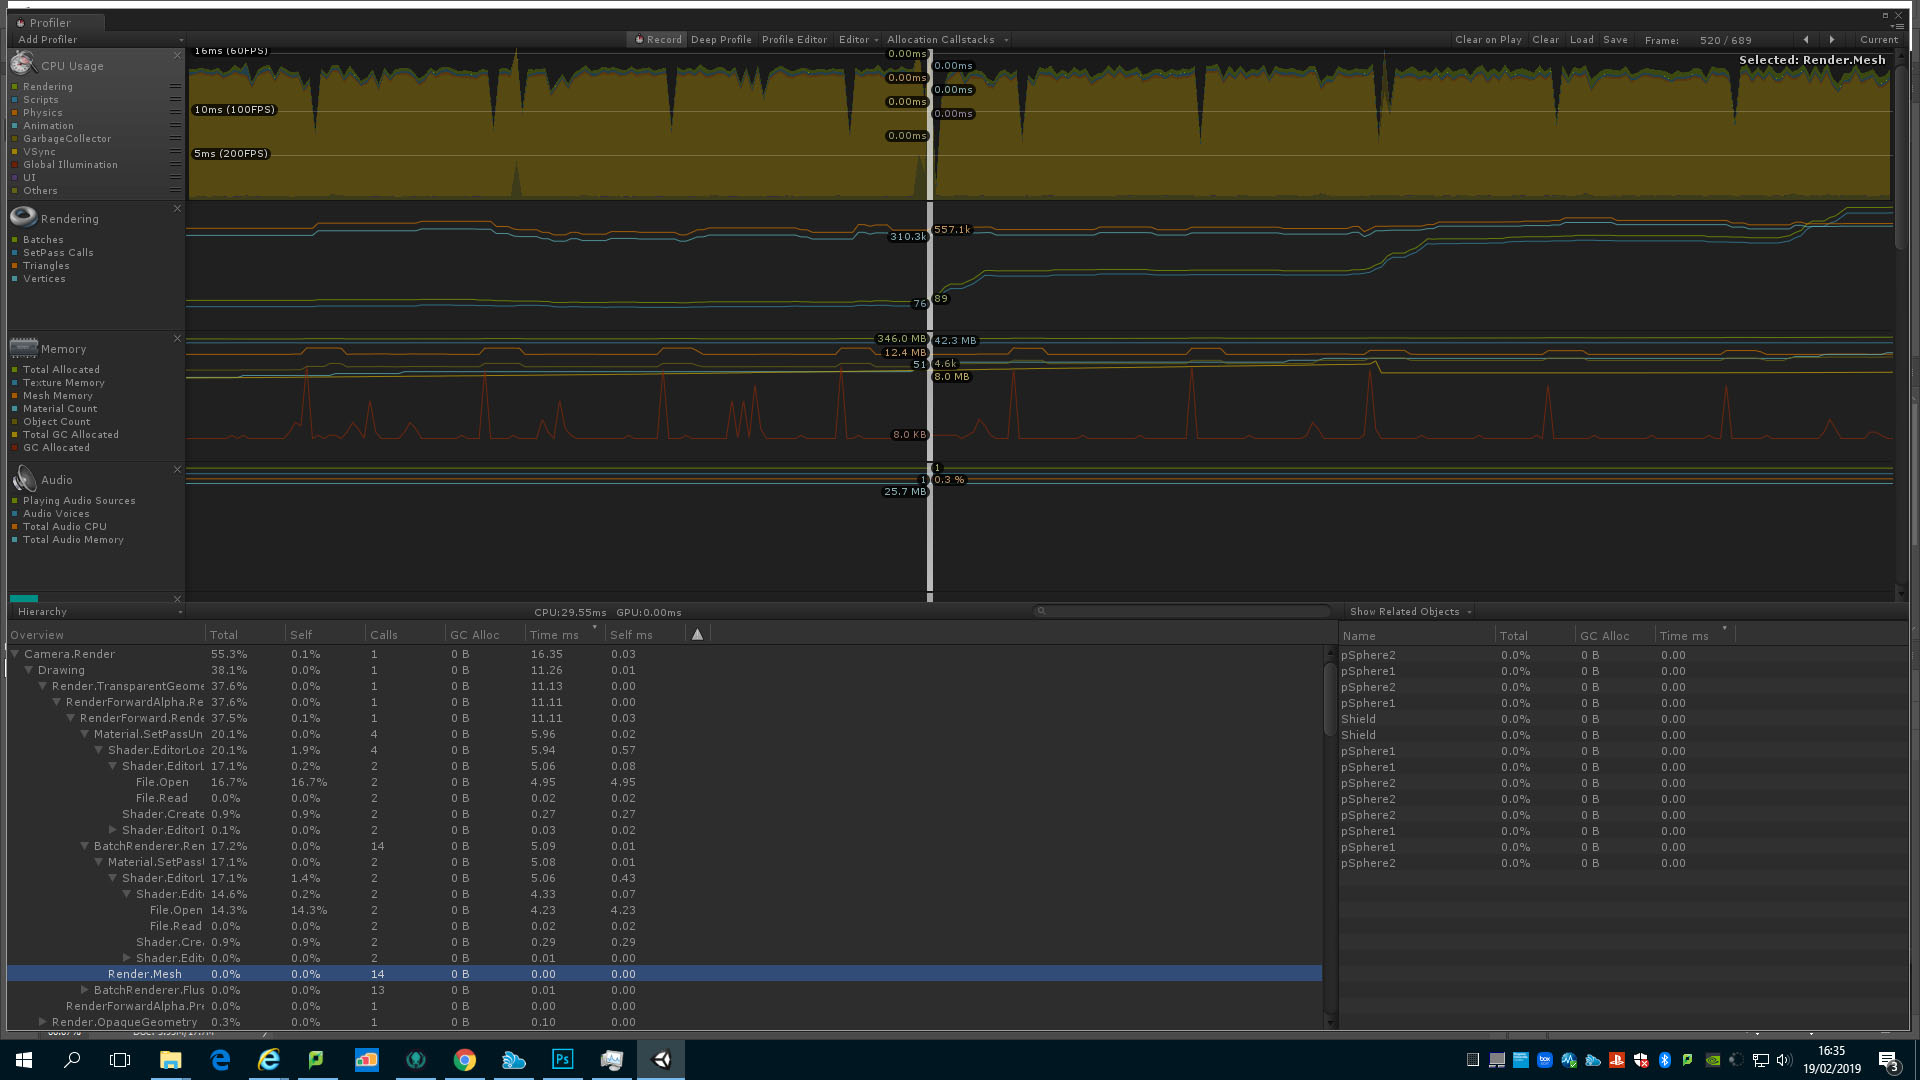 Profiler
Add Profiler
Record Deep Profile Profile Editor Editor Allocation Callstacks
Clear on Play Clear Load Save Frame: 520 / 689 Current
CPU Usage
Rendering
Scripts
Physics
Animation
GarbageCollector
VSync
Global Illumination
UI
Others
16ms (60FPS)
10ms (100FPS)
5ms (200FPS)
0.00ms
0.00ms
0.00ms
0.00ms
0.00ms
0.00ms
0.00ms
Selected: Render.Mesh
Rendering
Batches
SetPass Calls
Triangles
Vertices
310.3k
557.1k
76
89
Memory
Total Allocated
Texture Memory
Mesh Memory
Material Count
Object Count
Total GC Allocated
GC Allocated
346.0 MB
42.3 MB
12.4 MB
51
4.6k
8.0 MB
8.0 KB
Audio
Playing Audio Sources
Audio Voices
Total Audio CPU
Total Audio Memory
1
1
0.3 %
25.7 MB
Hierarchy CPU:29.55ms GPU:0.00ms
Show Related Objects
Overview Total Self Calls GC Alloc Time ms Self ms
Camera.Render 55.3% 0.1% 1 0 B 16.35 0.03
Drawing 38.1% 0.0% 1 0 B 11.26 0.01
Render.TransparentGeome 37.6% 0.0% 1 0 B 11.13 0.00
RenderForwardAlpha.Re 37.6% 0.0% 1 0 B 11.11 0.00
RenderForward.Rende 37.5% 0.1% 1 0 B 11.11 0.03
Material.SetPassUn 20.1% 0.0% 4 0 B 5.96 0.02
Shader.EditorLoa 20.1% 1.9% 4 0 B 5.94 0.57
Shader.EditorL 17.1% 0.2% 2 0 B 5.06 0.08
File.Open 16.7% 16.7% 2 0 B 4.95 4.95
File.Read 0.0% 0.0% 2 0 B 0.02 0.02
Shader.Create 0.9% 0.9% 2 0 B 0.27 0.27
Shader.EditorI 0.1% 0.0% 2 0 B 0.03 0.02
BatchRenderer.Ren 17.2% 0.0% 14 0 B 5.09 0.01
Material.SetPassU 17.1% 0.0% 2 0 B 5.08 0.01
Shader.EditorL 17.1% 1.4% 2 0 B 5.06 0.43
Shader.Edit 14.6% 0.2% 2 0 B 4.33 0.07
File.Open 14.3% 14.3% 2 0 B 4.23 4.23
File.Read 0.0% 0.0% 2 0 B 0.02 0.02
Shader.Cre 0.9% 0.9% 2 0 B 0.29 0.29
Shader.Edit 0.0% 0.0% 2 0 B 0.01 0.00
Render.Mesh 0.0% 0.0% 14 0 B 0.00 0.00
BatchRenderer.Flus 0.0% 0.0% 13 0 B 0.01 0.00
RenderForwardAlpha.Pre 0.0% 0.0% 1 0 B 0.00 0.00
Render.OpaqueGeometry 0.3% 0.0% 1 0 B 0.10 0.00
Name Total GC Alloc Time ms
pSphere2 0.0% 0 B 0.00
pSphere1 0.0% 0 B 0.00
pSphere2 0.0% 0 B 0.00
pSphere1 0.0% 0 B 0.00
Shield 0.0% 0 B 0.00
Shield 0.0% 0 B 0.00
pSphere1 0.0% 0 B 0.00
pSphere1 0.0% 0 B 0.00
pSphere2 0.0% 0 B 0.00
pSphere2 0.0% 0 B 0.00
pSphere2 0.0% 0 B 0.00
pSphere1 0.0% 0 B 0.00
pSphere1 0.0% 0 B 0.00
pSphere2 0.0% 0 B 0.00
Ps
box
16:35
19/02/2019
3